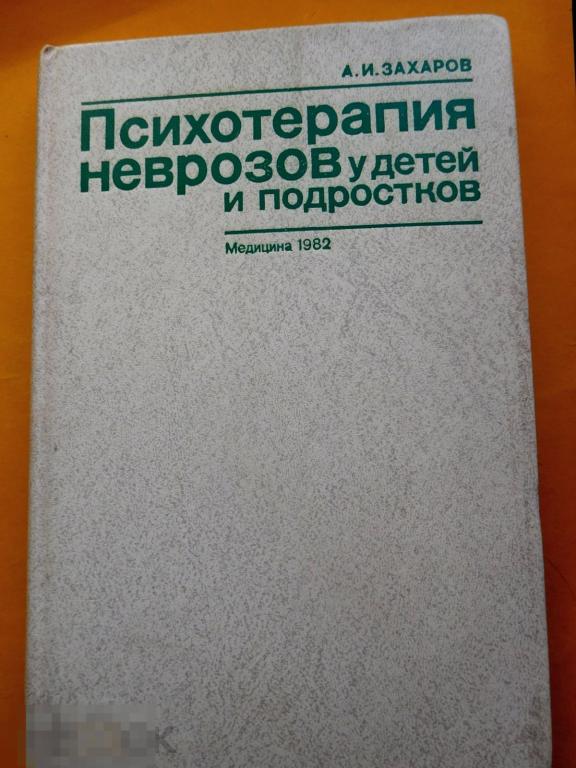 А.И.ЗАХАРОВ
Психотерапия
неврозов у детей
и подростков
Медицина 1982